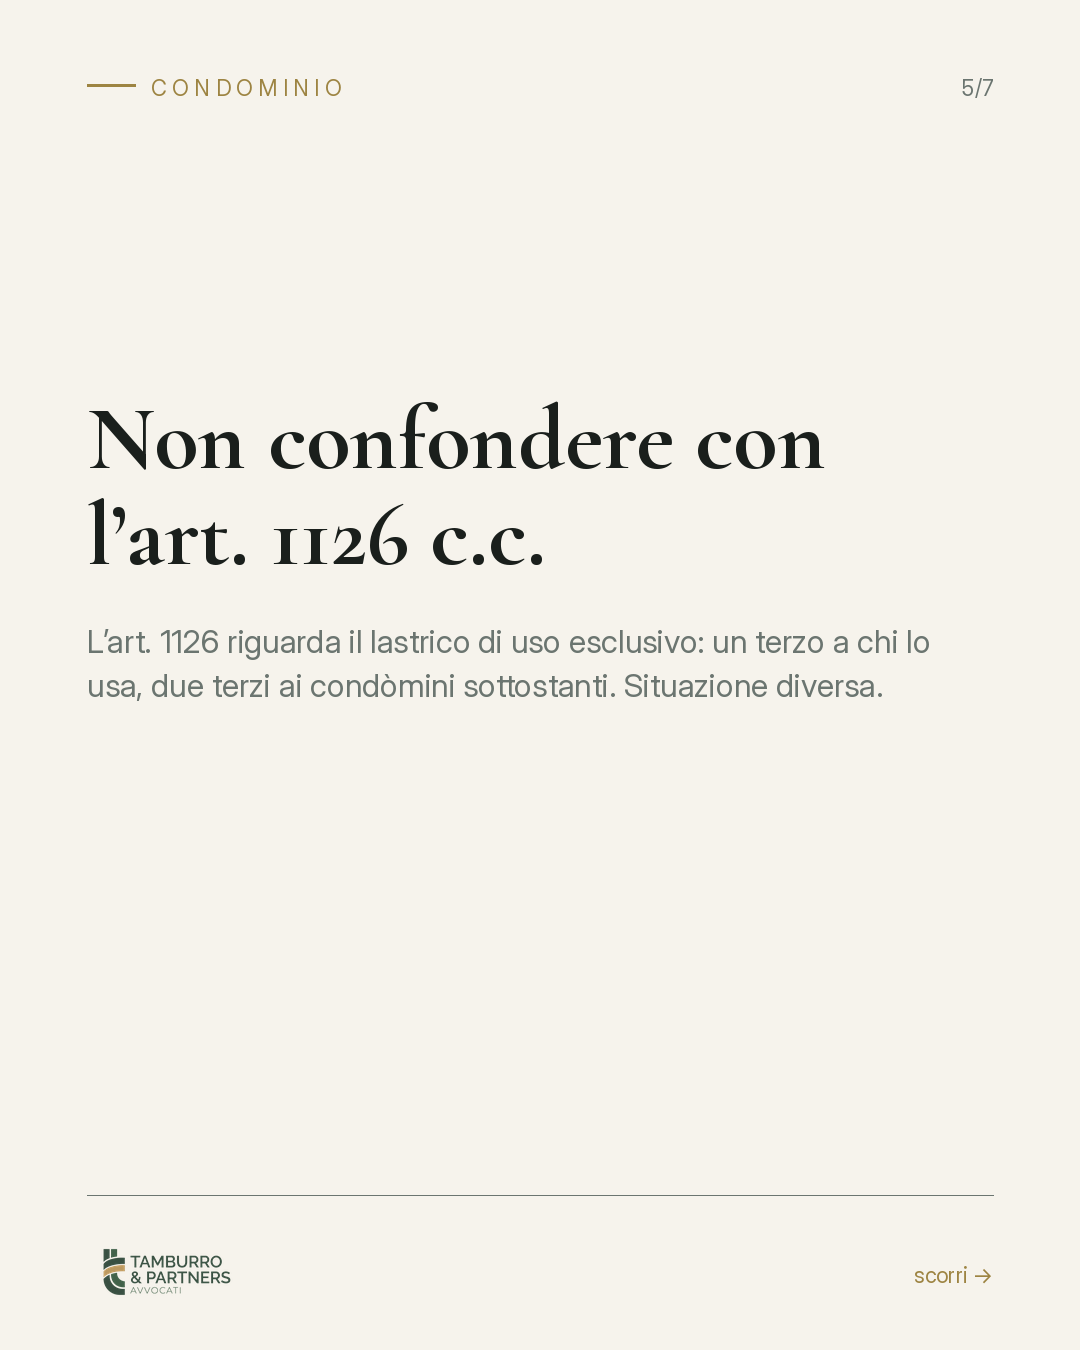 CONDOMINIO
5/7
Non confondere con
l’art. 1126 c.c.
L’art. 1126 riguarda il lastrico di uso esclusivo: un terzo a chi lo
usa, due terzi ai condòmini sottostanti. Situazione diversa.
TAMBURRO
& PARTNERS
AVVOCATI
scorri →